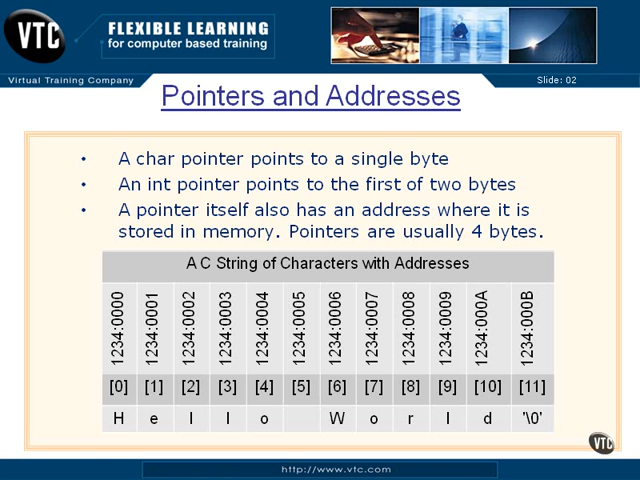 VTC
FLEXIBLE LEARNING
for computer based training
Virtual Training Company
Slide: 02
Pointers and Addresses
• A char pointer points to a single byte
• An int pointer points to the first of two bytes
• A pointer itself also has an address where it is
stored in memory. Pointers are usually 4 bytes.
A C String of Characters with Addresses
1234:0000 1234:0001 1234:0002 1234:0003 1234:0004 1234:0005 1234:0006 1234:0007 1234:0008 1234:0009 1234:000A 1234:000B
[0] [1] [2] [3] [4] [5] [6] [7] [8] [9] [10] [11]
H e l l o W o r l d '\0'
VTC
http://www.vtc.com